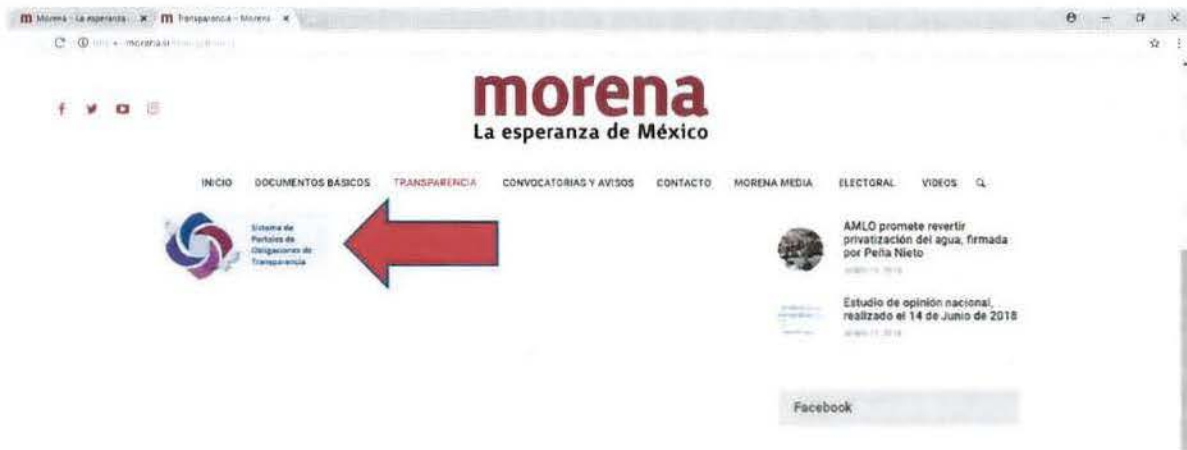 Morena - La esperanza
Transparencia - Morena
morena
La esperanza de México
INICIO DOCUMENTOS BÁSICOS TRANSPARENCIA CONVOCATORIAS Y AVISOS CONTACTO MORENA MEDIA ELECTORAL VIDEOS
Sistema de
Portales de
Obligaciones de
Transparencia
AMLO promete revertir
privatización del agua, firmada
por Peña Nieto
Estudio de opinión nacional,
realizado el 14 de Junio de 2018
Facebook